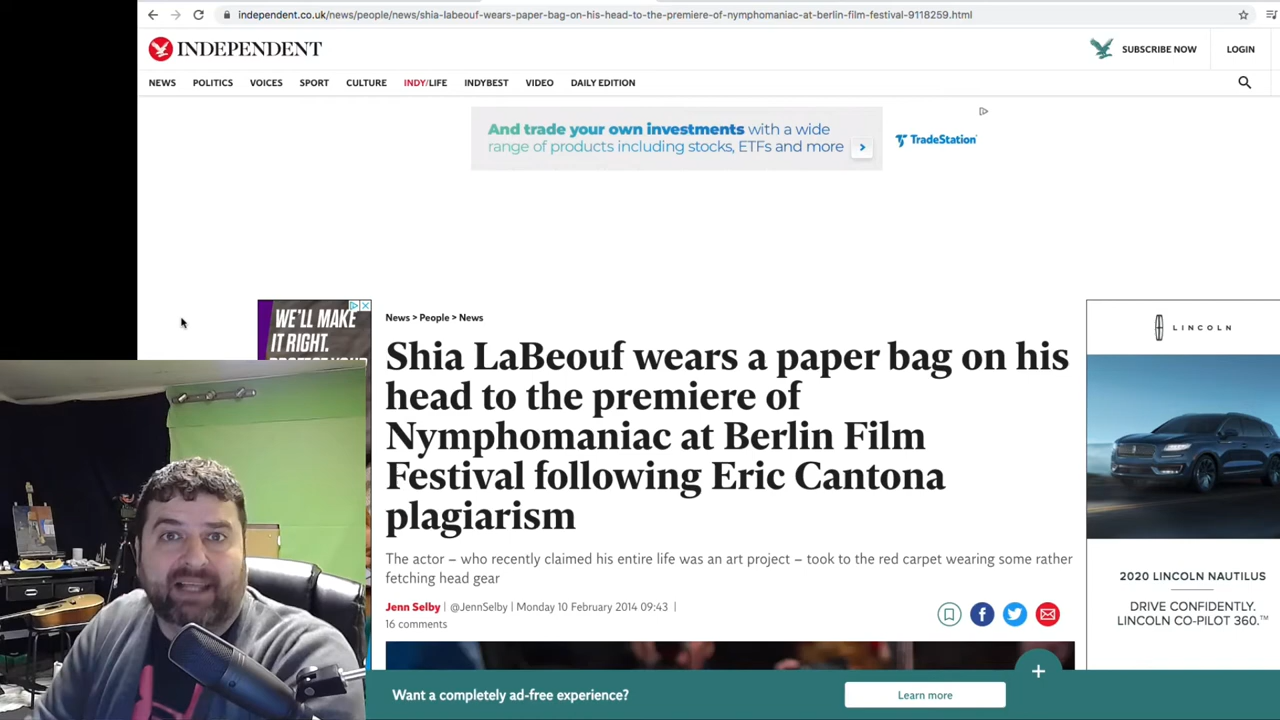 independent.co.uk/news/people/news/shia-labeouf-wears-paper-bag-on-his-head-to-the-premiere-of-nymphomaniac-at-berlin-film-festival-9118259.html
INDEPENDENT
SUBSCRIBE NOW
LOGIN
NEWS POLITICS VOICES SPORT CULTURE INDY/LIFE INDYBEST VIDEO DAILY EDITION
And trade your own investments with a wide
range of products including stocks, ETFs and more
TradeStation
WE'LL MAKE
IT RIGHT.
News > People > News
Shia LaBeouf wears a paper bag on his
head to the premiere of
Nymphomaniac at Berlin Film
Festival following Eric Cantona
plagiarism
The actor – who recently claimed his entire life was an art project – took to the red carpet wearing some rather
fetching head gear
Jenn Selby | @JennSelby | Monday 10 February 2014 09:43 |
16 comments
LINCOLN
2020 LINCOLN NAUTILUS
DRIVE CONFIDENTLY.
LINCOLN CO-PILOT 360.™
Want a completely ad-free experience?
Learn more